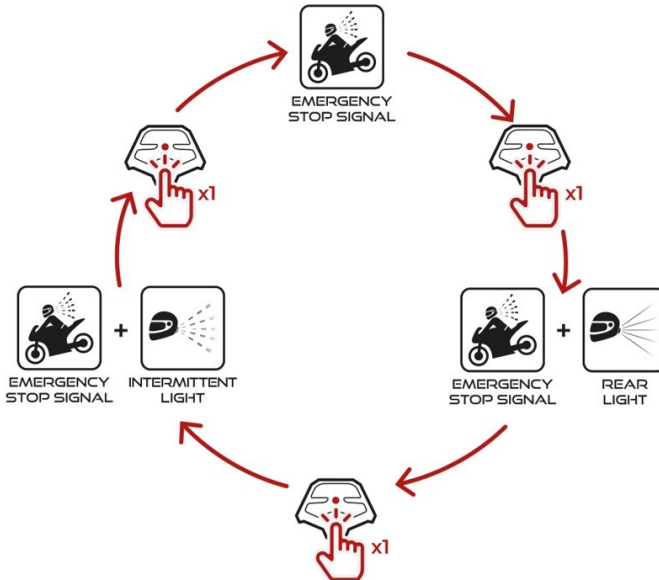 EMERGENCY
STOP SIGNAL
x1
x1
+
+
EMERGENCY
STOP SIGNAL
INTERMITTENT
LIGHT
EMERGENCY
STOP SIGNAL
REAR
LIGHT
x1